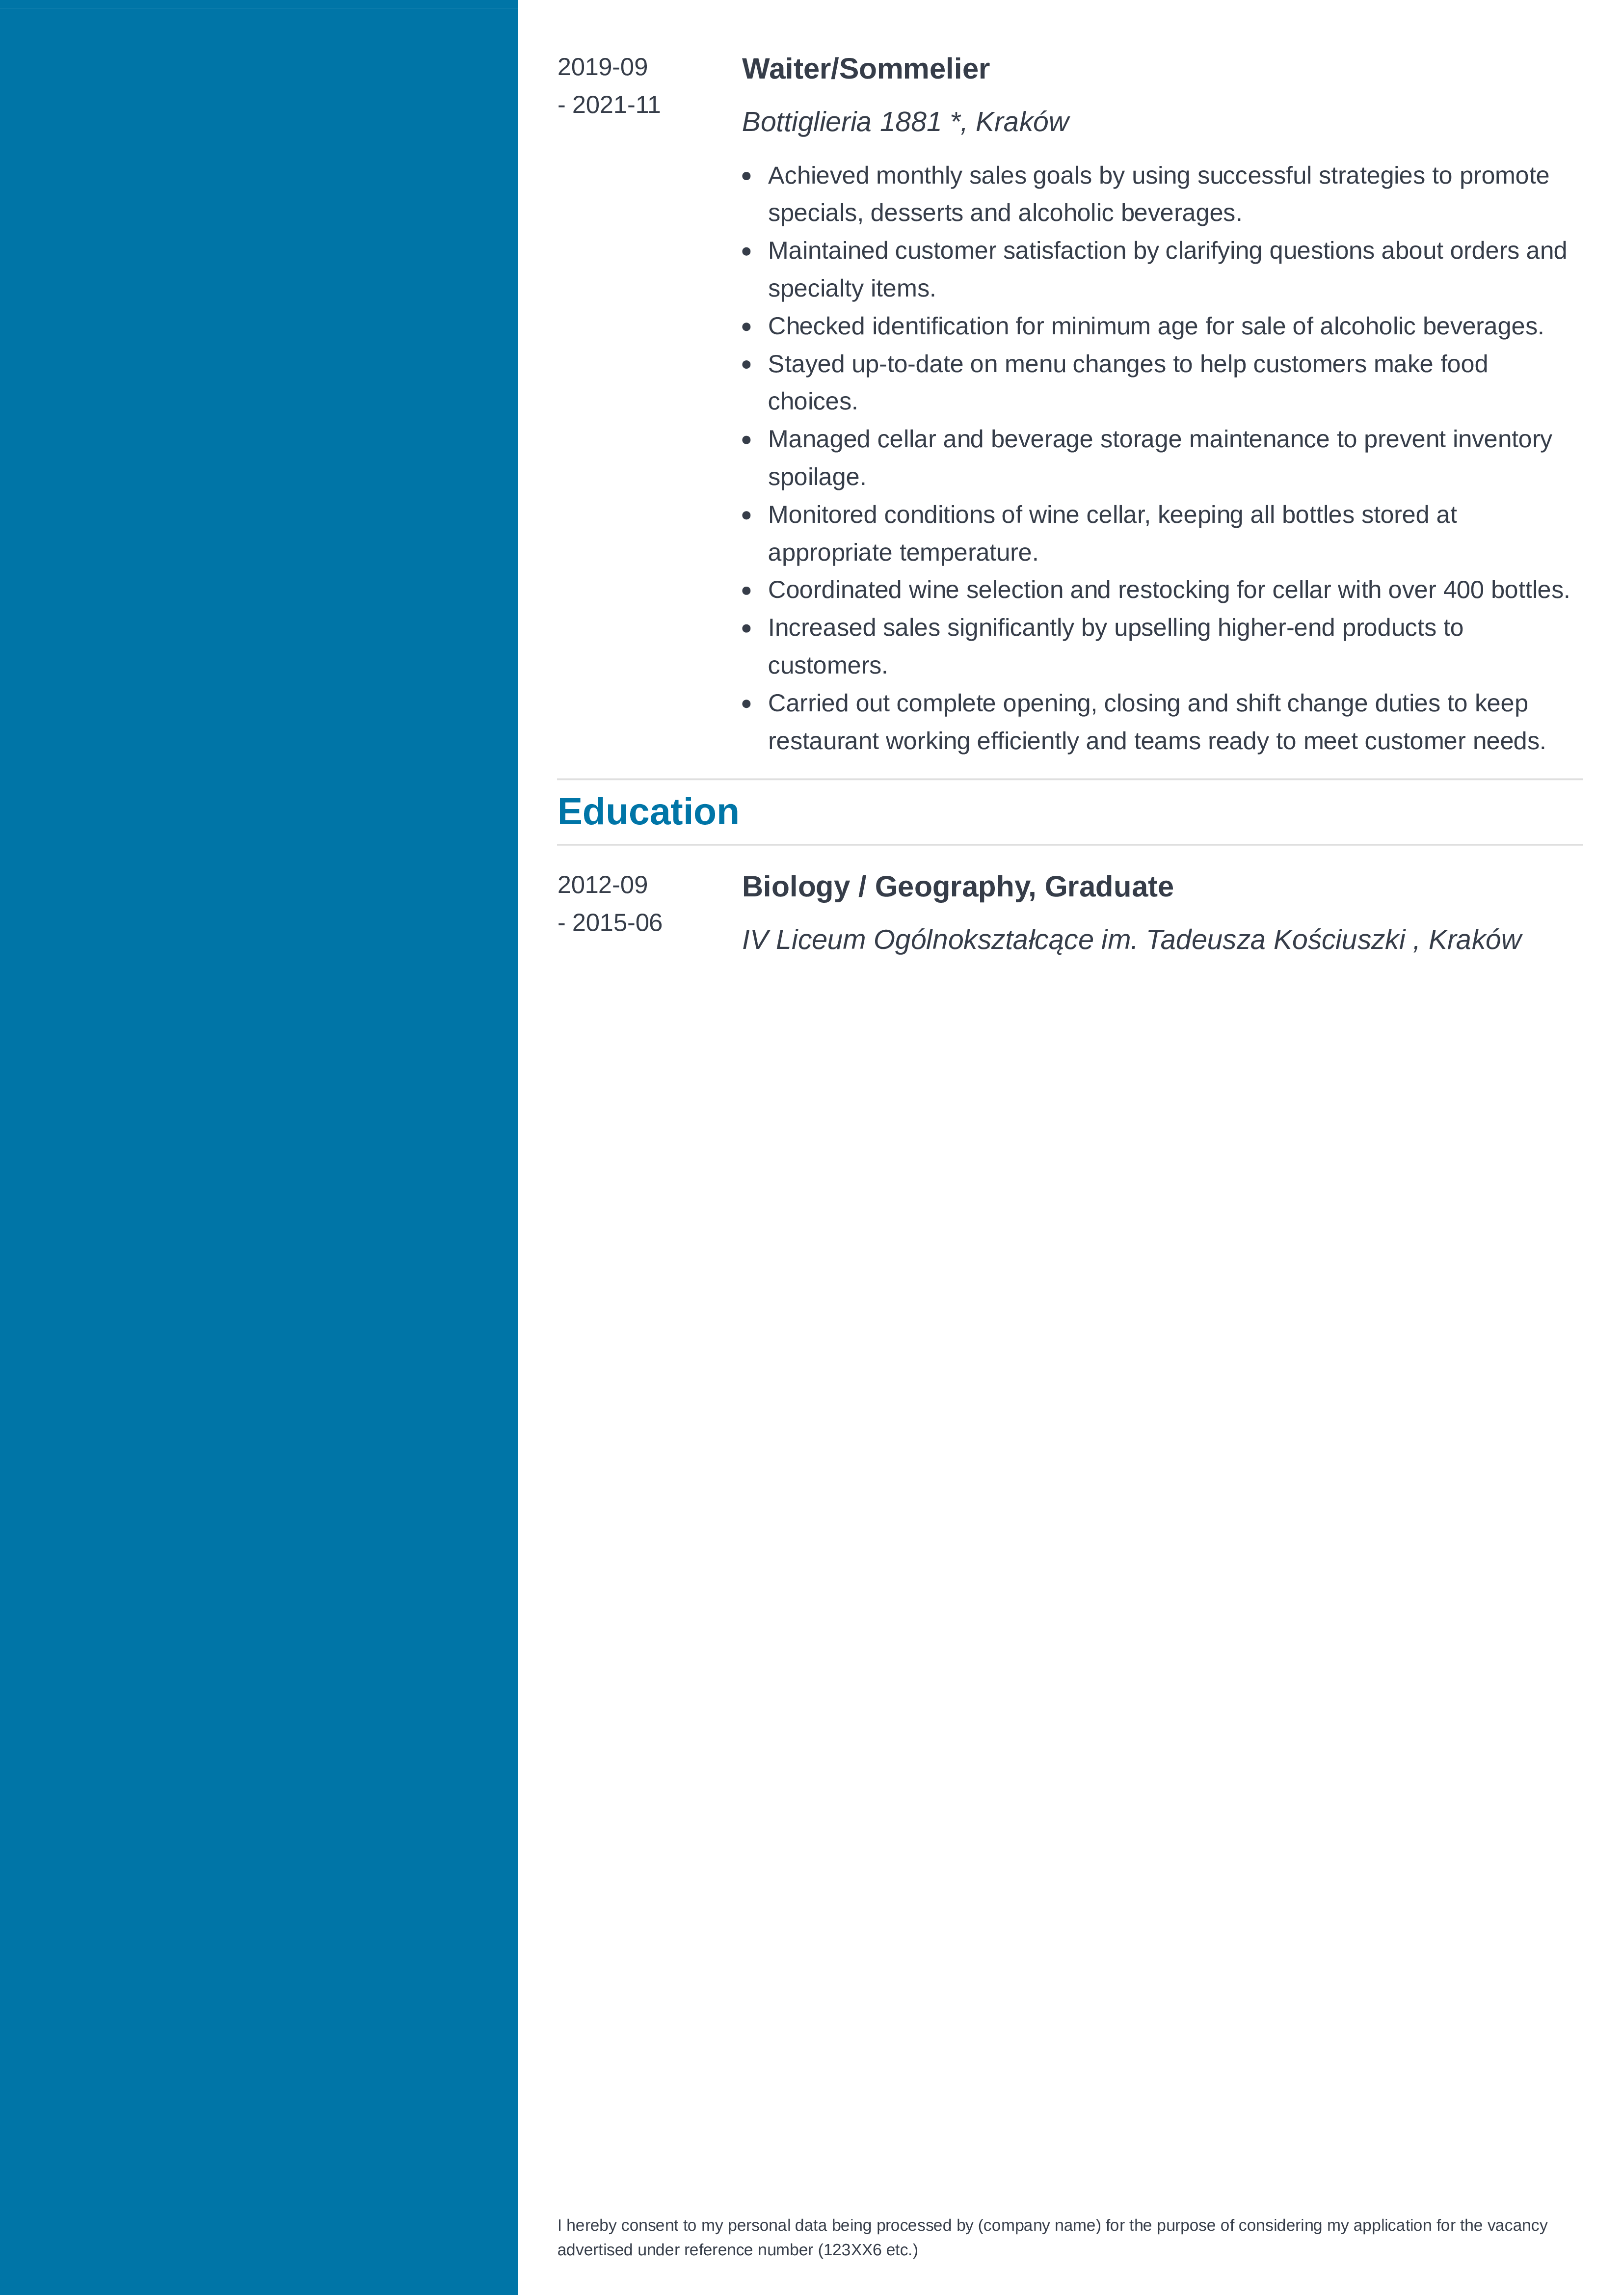 2019-09
- 2021-11
Waiter/Sommelier
Bottiglieria 1881 *, Kraków
• Achieved monthly sales goals by using successful strategies to promote
specials, desserts and alcoholic beverages.
• Maintained customer satisfaction by clarifying questions about orders and
specialty items.
• Checked identification for minimum age for sale of alcoholic beverages.
• Stayed up-to-date on menu changes to help customers make food
choices.
• Managed cellar and beverage storage maintenance to prevent inventory
spoilage.
• Monitored conditions of wine cellar, keeping all bottles stored at
appropriate temperature.
• Coordinated wine selection and restocking for cellar with over 400 bottles.
• Increased sales significantly by upselling higher-end products to
customers.
• Carried out complete opening, closing and shift change duties to keep
restaurant working efficiently and teams ready to meet customer needs.
Education
2012-09
- 2015-06
Biology / Geography, Graduate
IV Liceum Ogólnokształcące im. Tadeusza Kościuszki , Kraków
I hereby consent to my personal data being processed by (company name) for the purpose of considering my application for the vacancy
advertised under reference number (123XX6 etc.)